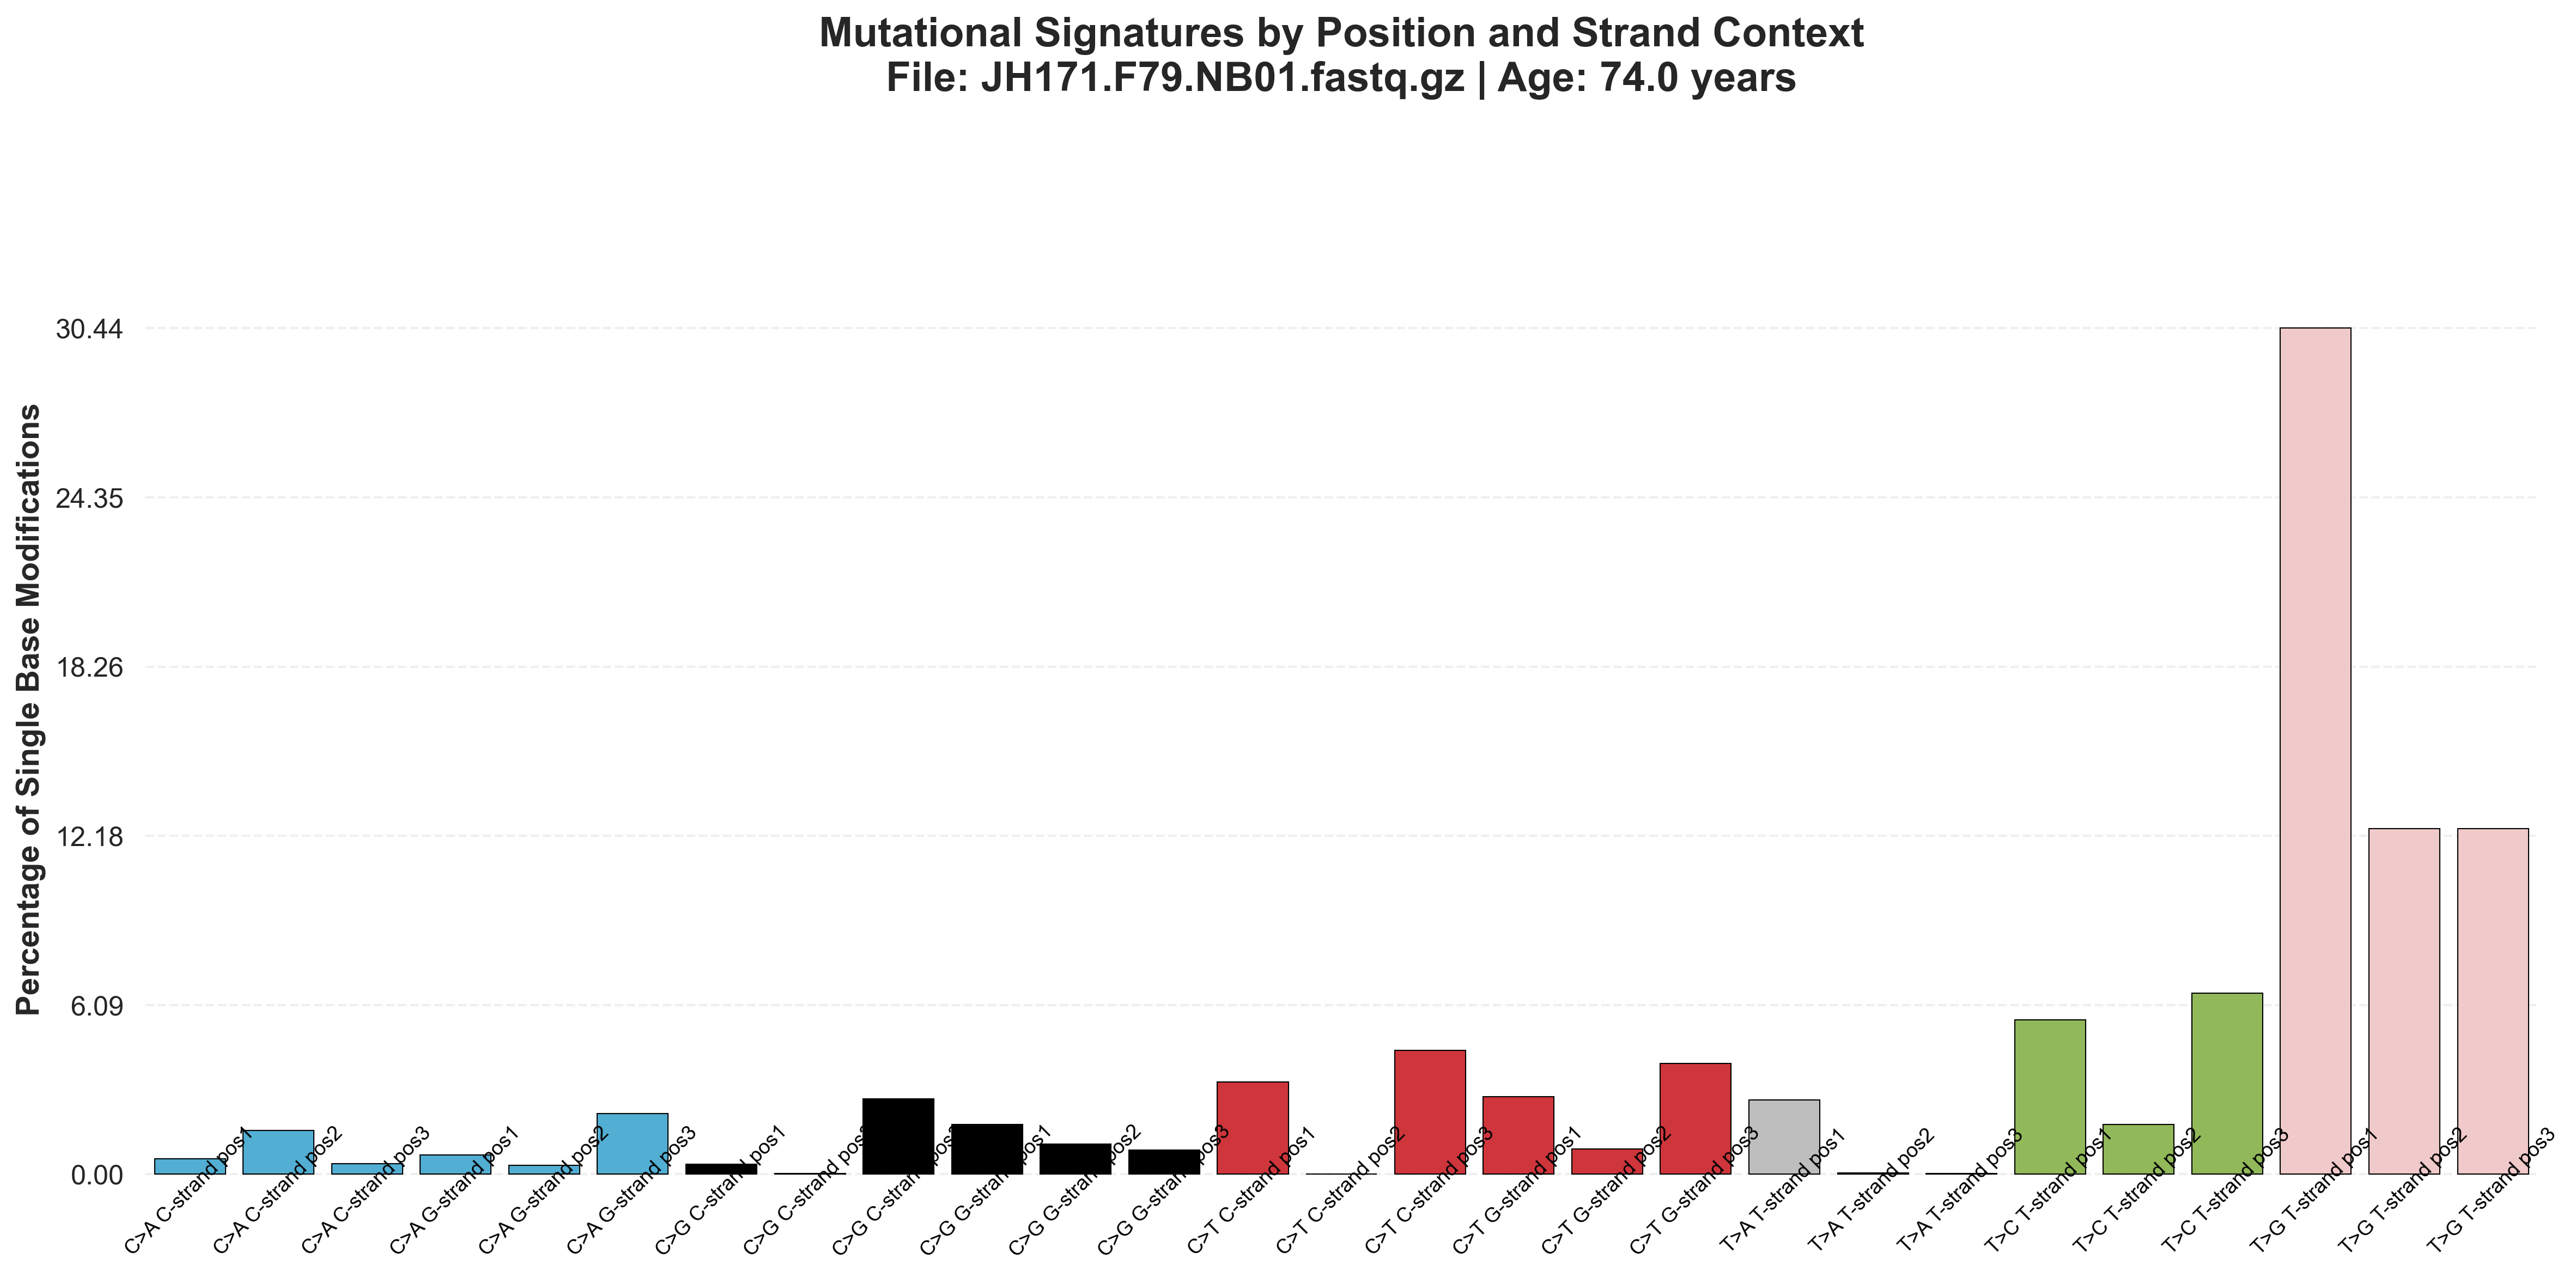 Mutational Signatures by Position and Strand Context
File: JH171.F79.NB01.fastq.gz | Age: 74.0 years
Percentage of Single Base Modifications
30.44
24.35
18.26
12.18
6.09
0.00
C>A C-strand pos1
C>A C-strand pos2
C>A C-strand pos3
C>A G-strand pos1
C>A G-strand pos2
C>A G-strand pos3
C>G C-strand pos1
C>G C-strand pos2
C>G C-strand pos3
C>G G-strand pos1
C>G G-strand pos2
C>G G-strand pos3
C>T C-strand pos1
C>T C-strand pos2
C>T C-strand pos3
C>T G-strand pos1
C>T G-strand pos2
C>T G-strand pos3
T>A T-strand pos1
T>A T-strand pos2
T>A T-strand pos3
T>C T-strand pos1
T>C T-strand pos2
T>C T-strand pos3
T>G T-strand pos1
T>G T-strand pos2
T>G T-strand pos3